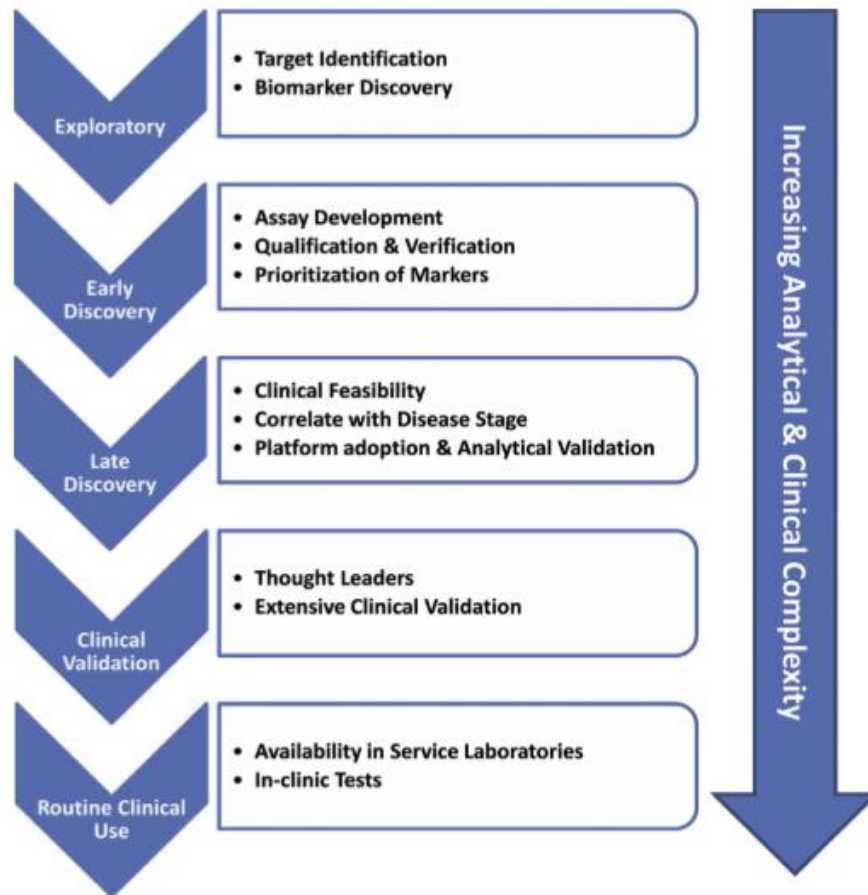 Exploratory
• Target Identification
• Biomarker Discovery
Early
Discovery
• Assay Development
• Qualification & Verification
• Prioritization of Markers
Late
Discovery
• Clinical Feasibility
• Correlate with Disease Stage
• Platform adoption & Analytical Validation
Clinical
Validation
• Thought Leaders
• Extensive Clinical Validation
Routine Clinical
Use
• Availability in Service Laboratories
• In-clinic Tests
Increasing Analytical & Clinical Complexity